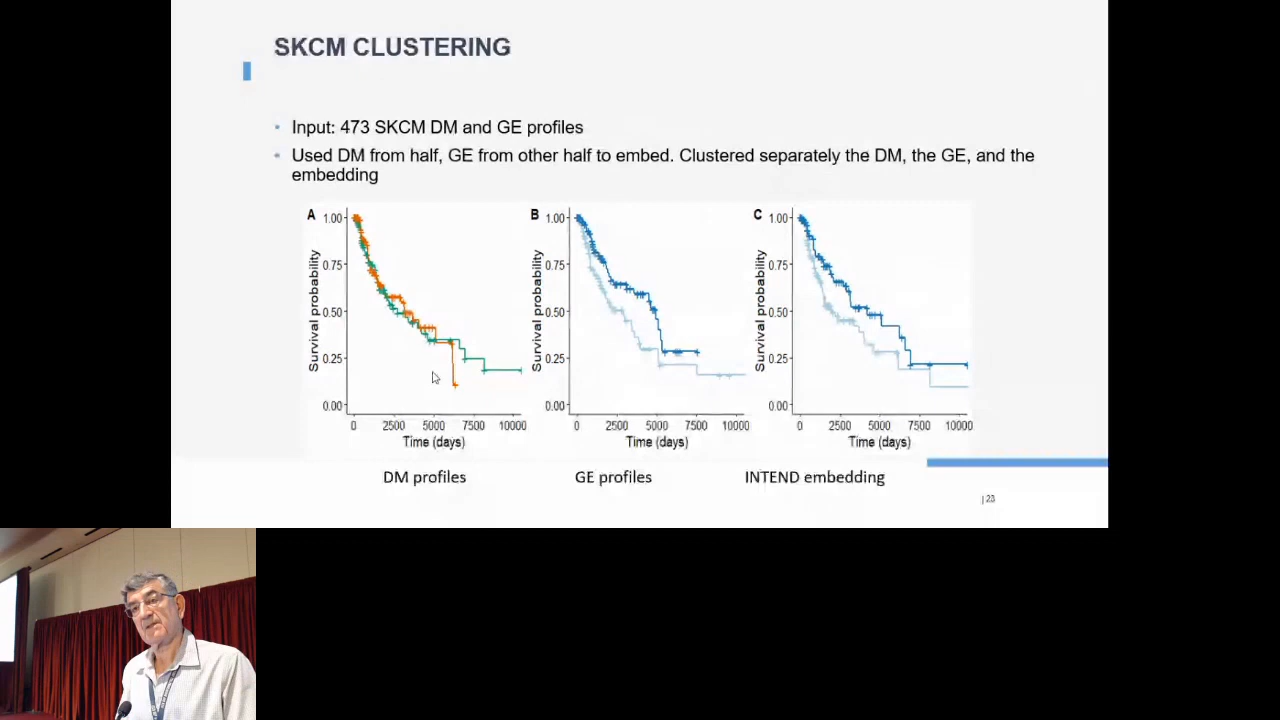 SKCM CLUSTERING
• Input: 473 SKCM DM and GE profiles
• Used DM from half, GE from other half to embed. Clustered separately the DM, the GE, and the
embedding
A
Survival probability
1.00
0.75
0.50
0.25
0.00
0 2500 5000 7500 10000
Time (days)
B
Survival probability
1.00
0.75
0.50
0.25
0.00
0 2500 5000 7500 10000
Time (days)
C
Survival probability
1.00
0.75
0.50
0.25
0.00
0 2500 5000 7500 10000
Time (days)
DM profiles
GE profiles
INTEND embedding
| 23